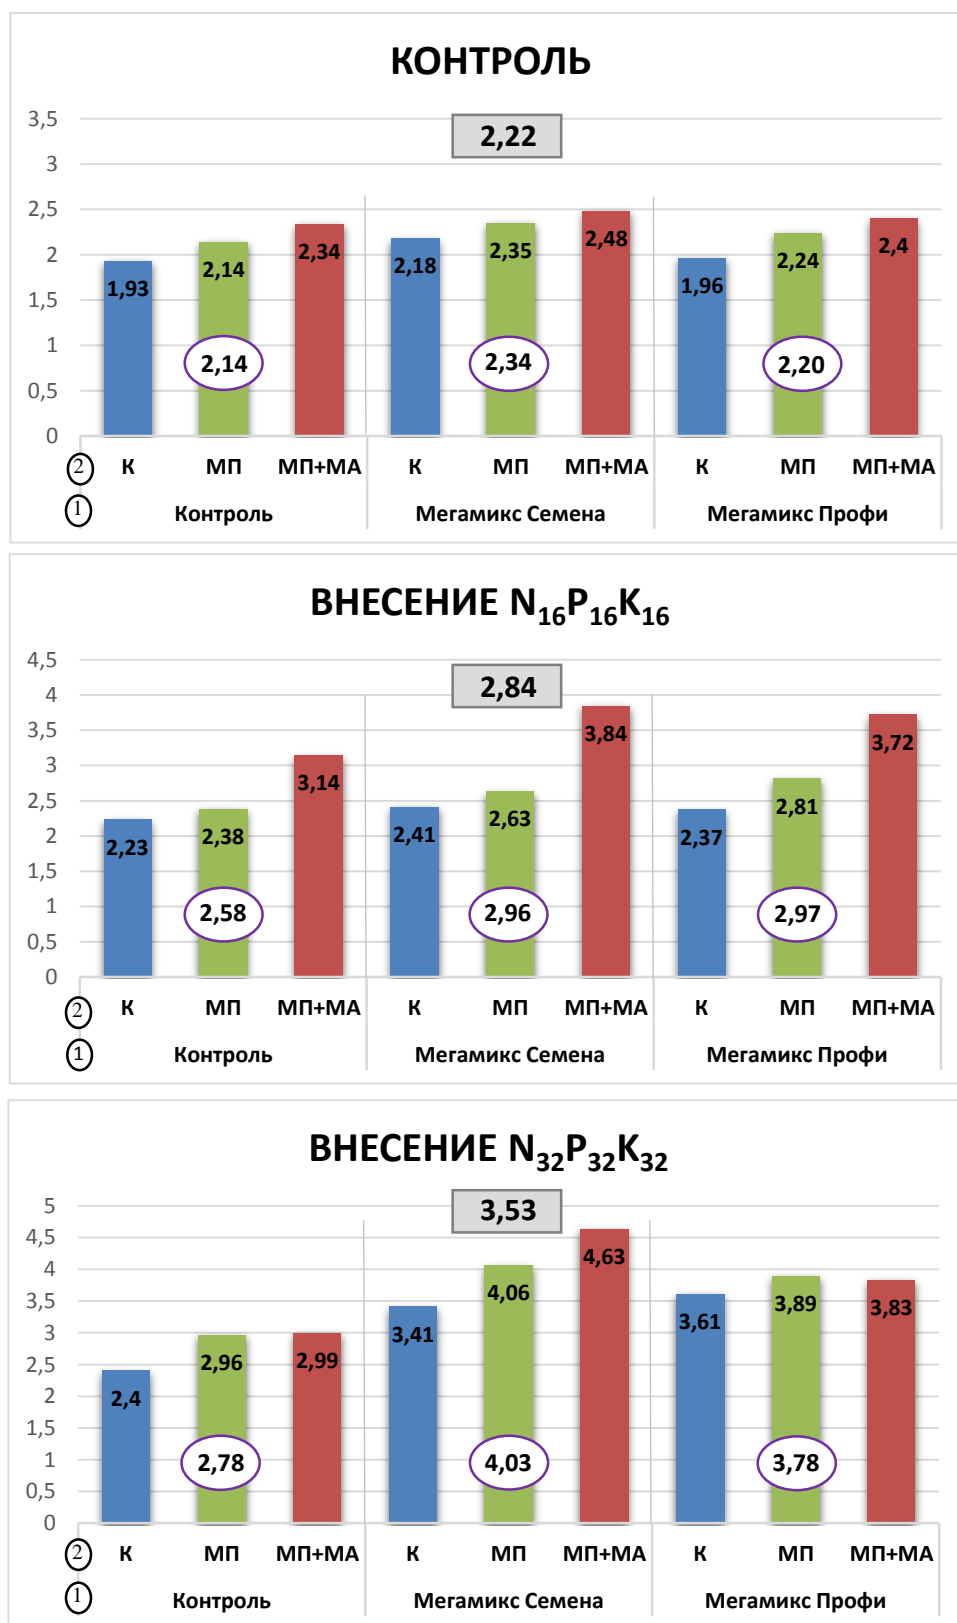 КОНТРОЛЬ
2,22
3,5
3
2,5
2
1,5
1
0,5
0
1,93 2,14 2,34 2,18 2,35 2,48 1,96 2,24 2,4
2,14 2,34 2,20
2 К МП МП+МА К МП МП+МА К МП МП+МА
1 Контроль Мегамикс Семена Мегамикс Профи
ВНЕСЕНИЕ N₁₆P₁₆K₁₆
2,84
4,5
4
3,5
3
2,5
2
1,5
1
0,5
0
2,23 2,38 3,14 2,41 2,63 3,84 2,37 2,81 3,72
2,58 2,96 2,97
2 К МП МП+МА К МП МП+МА К МП МП+МА
1 Контроль Мегамикс Семена Мегамикс Профи
ВНЕСЕНИЕ N₃₂P₃₂K₃₂
3,53
5
4,5
4
3,5
3
2,5
2
1,5
1
0,5
0
2,4 2,96 2,99 3,41 4,06 4,63 3,61 3,89 3,83
2,78 4,03 3,78
2 К МП МП+МА К МП МП+МА К МП МП+МА
1 Контроль Мегамикс Семена Мегамикс Профи